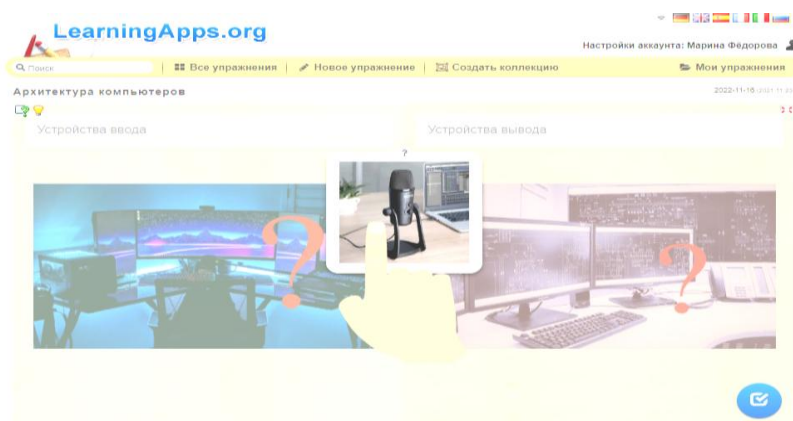 LearningApps.org
Настройки аккаунта: Марина Фёдорова
Поиск
Все упражнения
Новое упражнение
Создать коллекцию
Мои упражнения
Архитектура компьютеров
2022-11-16
Устройства ввода
Устройства вывода
?
?
?